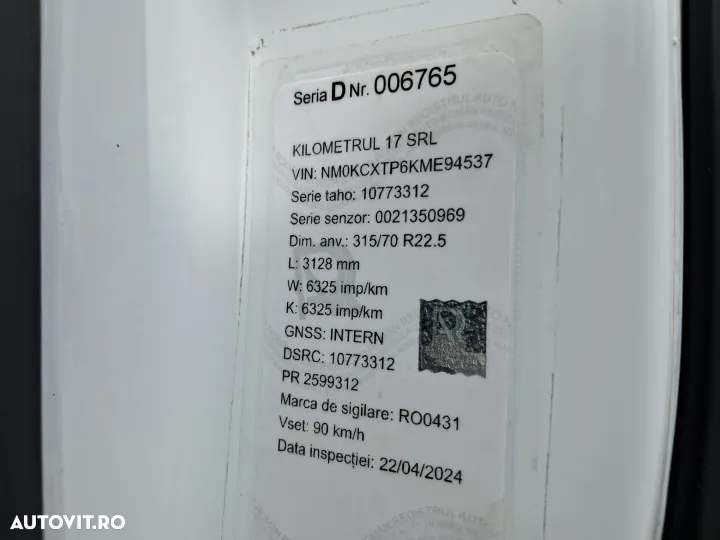 Seria D Nr. 006765
KILOMETRUL 17 SRL
VIN: NM0KCXTP6KME94537
Serie taho: 10773312
Serie senzor: 0021350969
Dim. anv.: 315/70 R22.5
L: 3128 mm
W: 6325 imp/km
K: 6325 imp/km
GNSS: INTERN
DSRC: 10773312
PR 2599312
Marca de sigilare: RO0431
Vset: 90 km/h
Data inspecției: 22/04/2024
AUTOVIT.RO